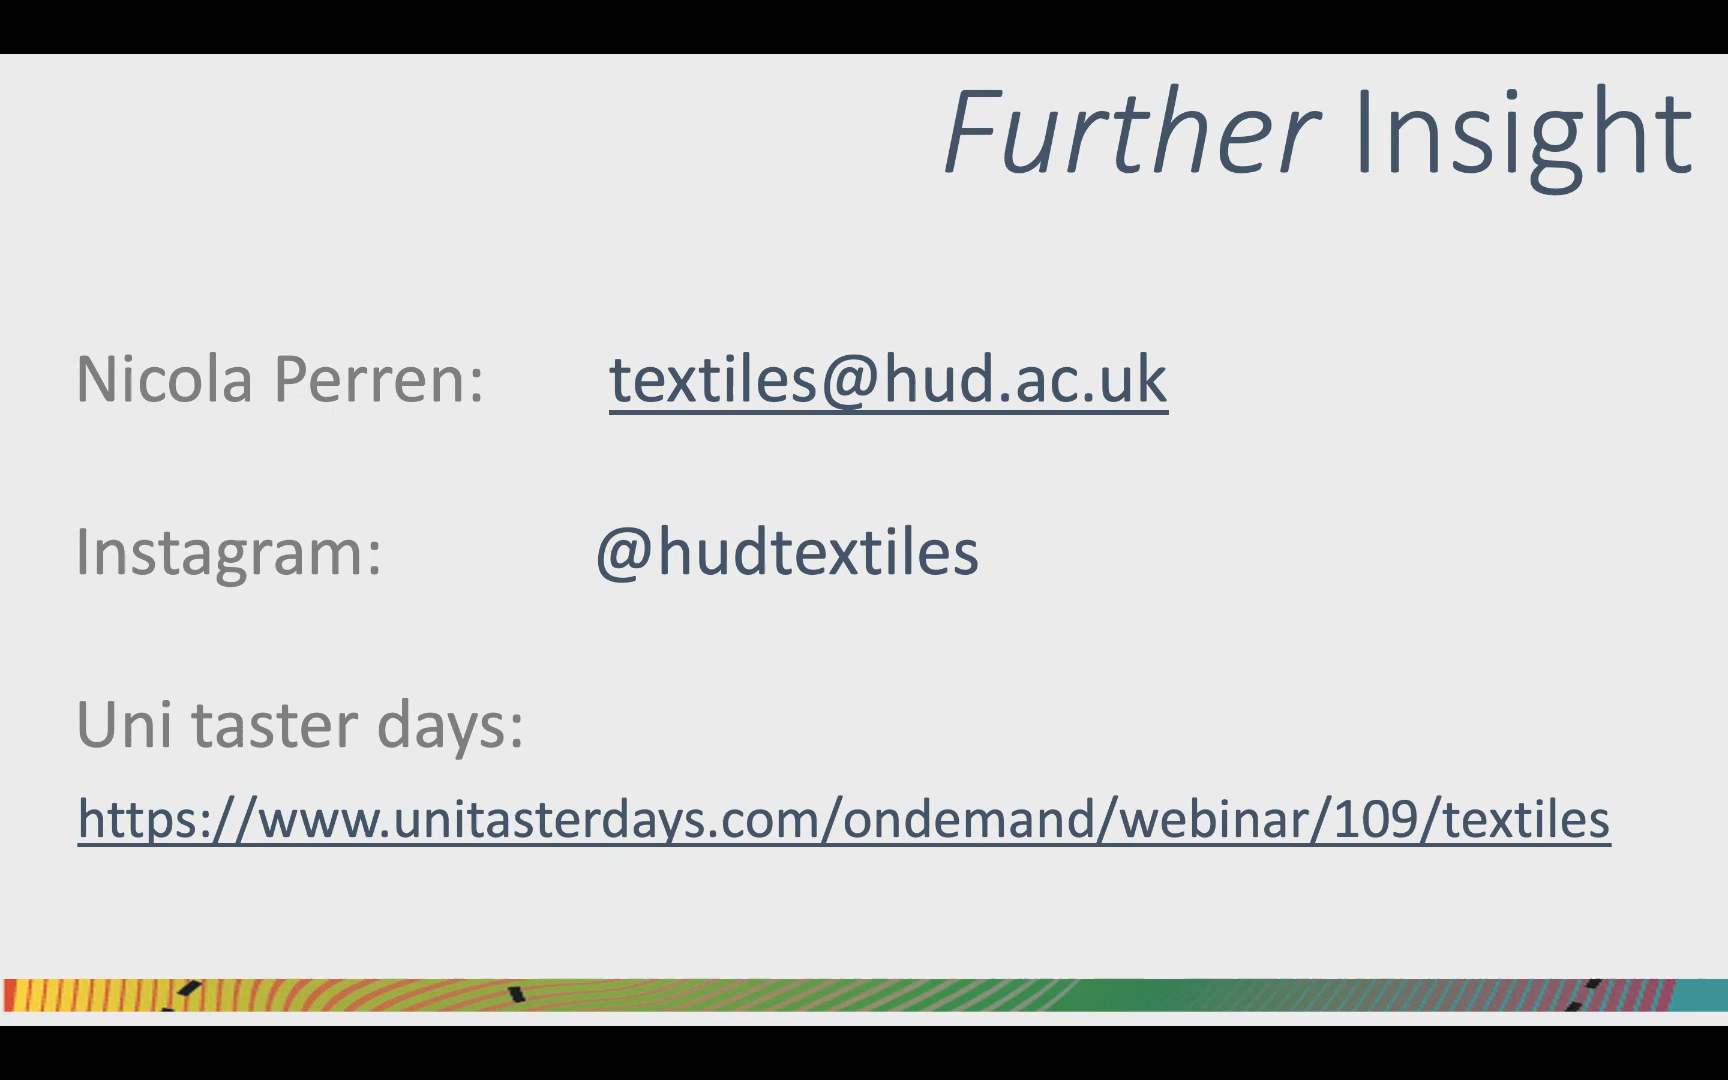 Further Insight
Nicola Perren: textiles@hud.ac.uk
Instagram: @hudtextiles
Uni taster days:
https://www.unitasterdays.com/ondemand/webinar/109/textiles